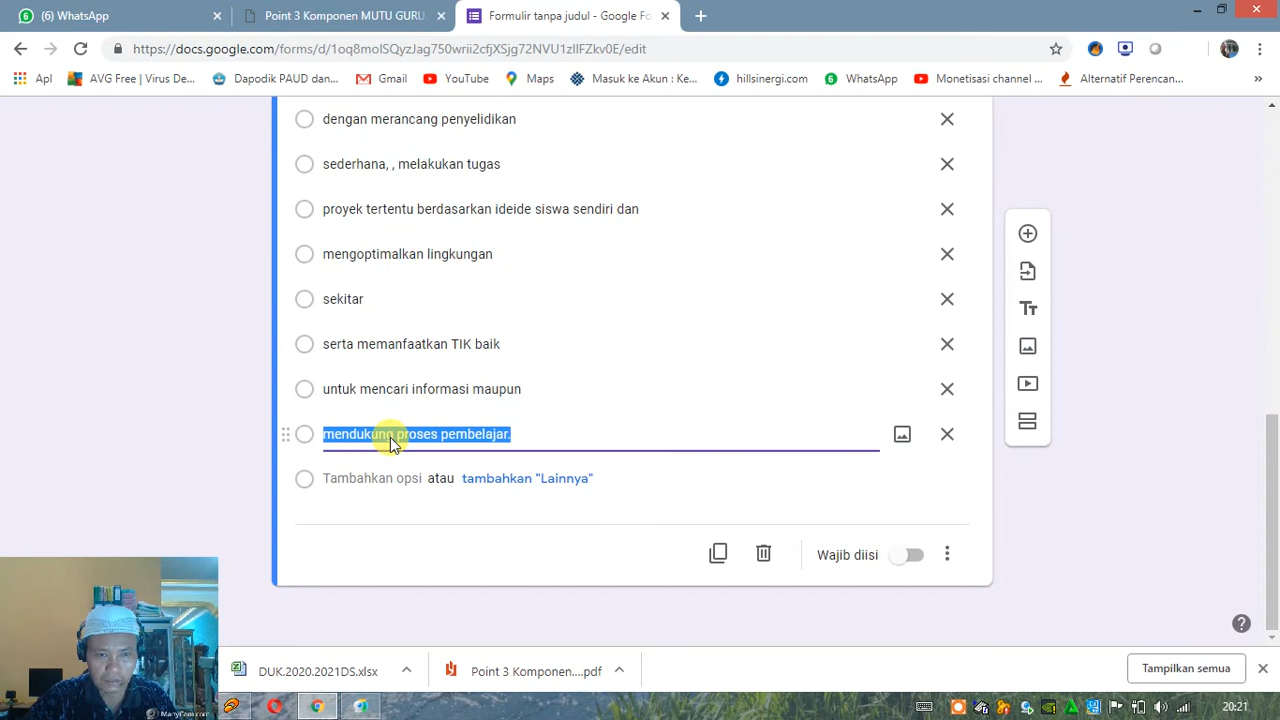 (6) WhatsApp
Point 3 Komponen MUTU GURU.
Formulir tanpa judul - Google Fo
https://docs.google.com/forms/d/1oq8molSQyzJag750wrii2cfjXSjg72NVU1zIlFZkv0E/edit
Apl
AVG Free | Virus De...
Dapodik PAUD dan...
Gmail
YouTube
Maps
Masuk ke Akun : Ke...
hillsinergi.com
WhatsApp
Monetisasi channel ...
Alternatif Perencan...
»
dengan merancang penyelidikan
sederhana, , melakukan tugas
proyek tertentu berdasarkan ideide siswa sendiri dan
mengoptimalkan lingkungan
sekitar
serta memanfaatkan TIK baik
untuk mencari informasi maupun
mendukung proses pembelajar.
Tambahkan opsi atau tambahkan "Lainnya"
Wajib diisi
DUK.2020.2021DS.xlsx
Point 3 Komponen....pdf
Tampilkan semua
ManyCam.com
20:21